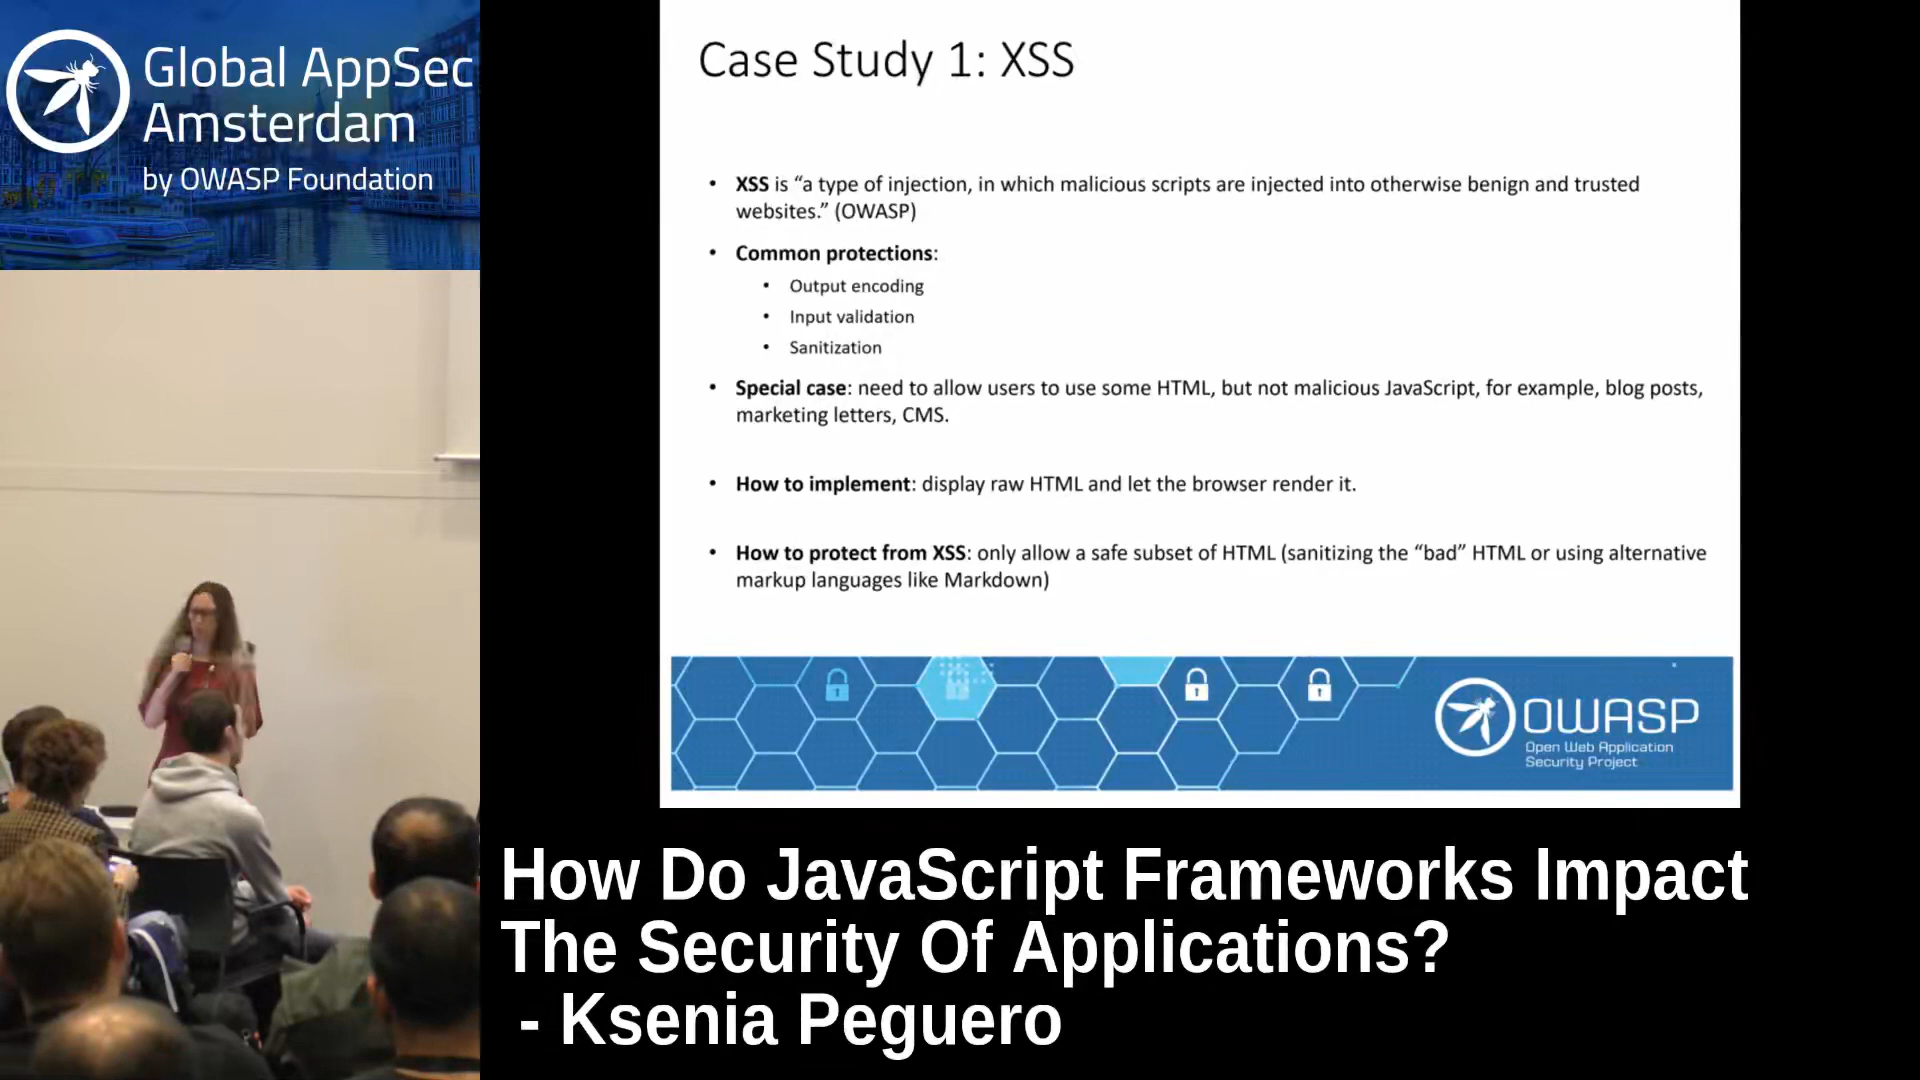 Global AppSec
Amsterdam
by OWASP Foundation
Case Study 1: XSS
• XSS is “a type of injection, in which malicious scripts are injected into otherwise benign and trusted
websites.” (OWASP)
• Common protections:
• Output encoding
• Input validation
• Sanitization
• Special case: need to allow users to use some HTML, but not malicious JavaScript, for example, blog posts,
marketing letters, CMS.
• How to implement: display raw HTML and let the browser render it.
• How to protect from XSS: only allow a safe subset of HTML (sanitizing the “bad” HTML or using alternative
markup languages like Markdown)
OWASP
Open Web Application
Security Project
How Do JavaScript Frameworks Impact
The Security Of Applications?
- Ksenia Peguero